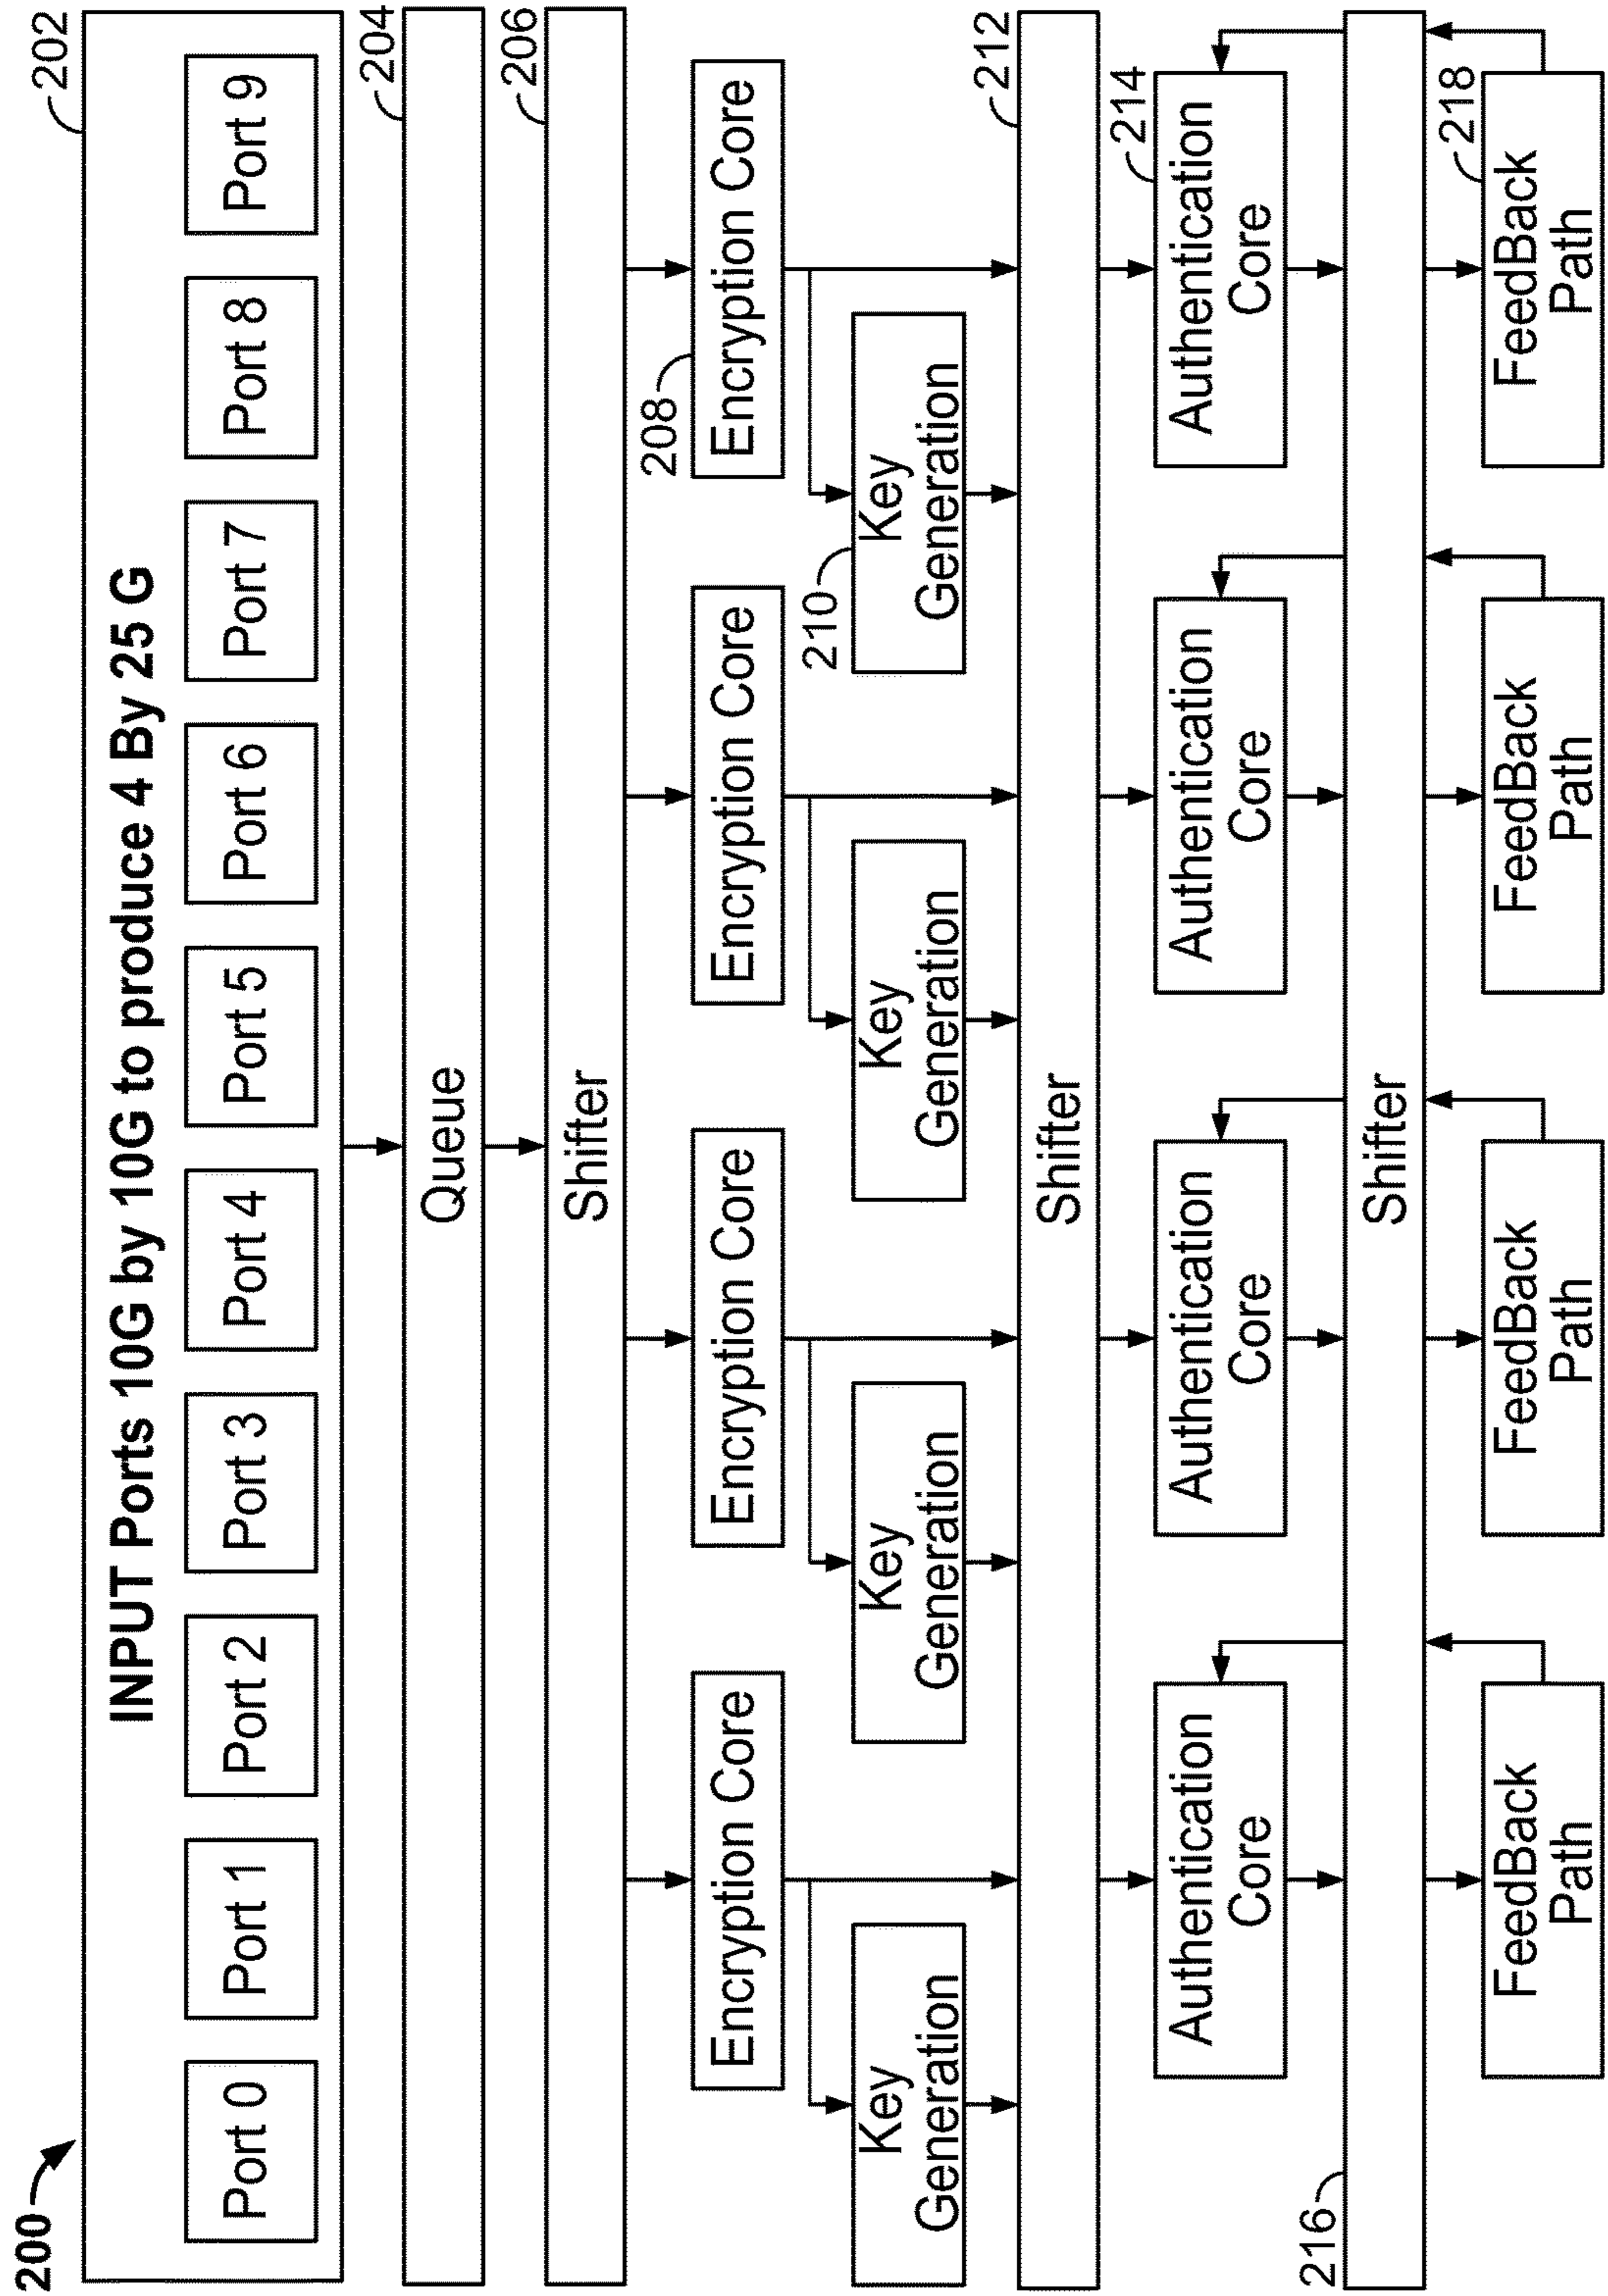 200
202
INPUT Ports 10G by 10G to produce 4 By 25 G
Port 0
Port 1
Port 2
Port 3
Port 4
Port 5
Port 6
Port 7
Port 8
Port 9
204
Queue
206
Shifter
208
Encryption Core
Encryption Core
Encryption Core
Encryption Core
210
Key
Generation
Key
Generation
Key
Generation
Key
Generation
212
Shifter
214
Authentication
Core
Authentication
Core
Authentication
Core
Authentication
Core
216
Shifter
218
FeedBack
Path
FeedBack
Path
FeedBack
Path
FeedBack
Path